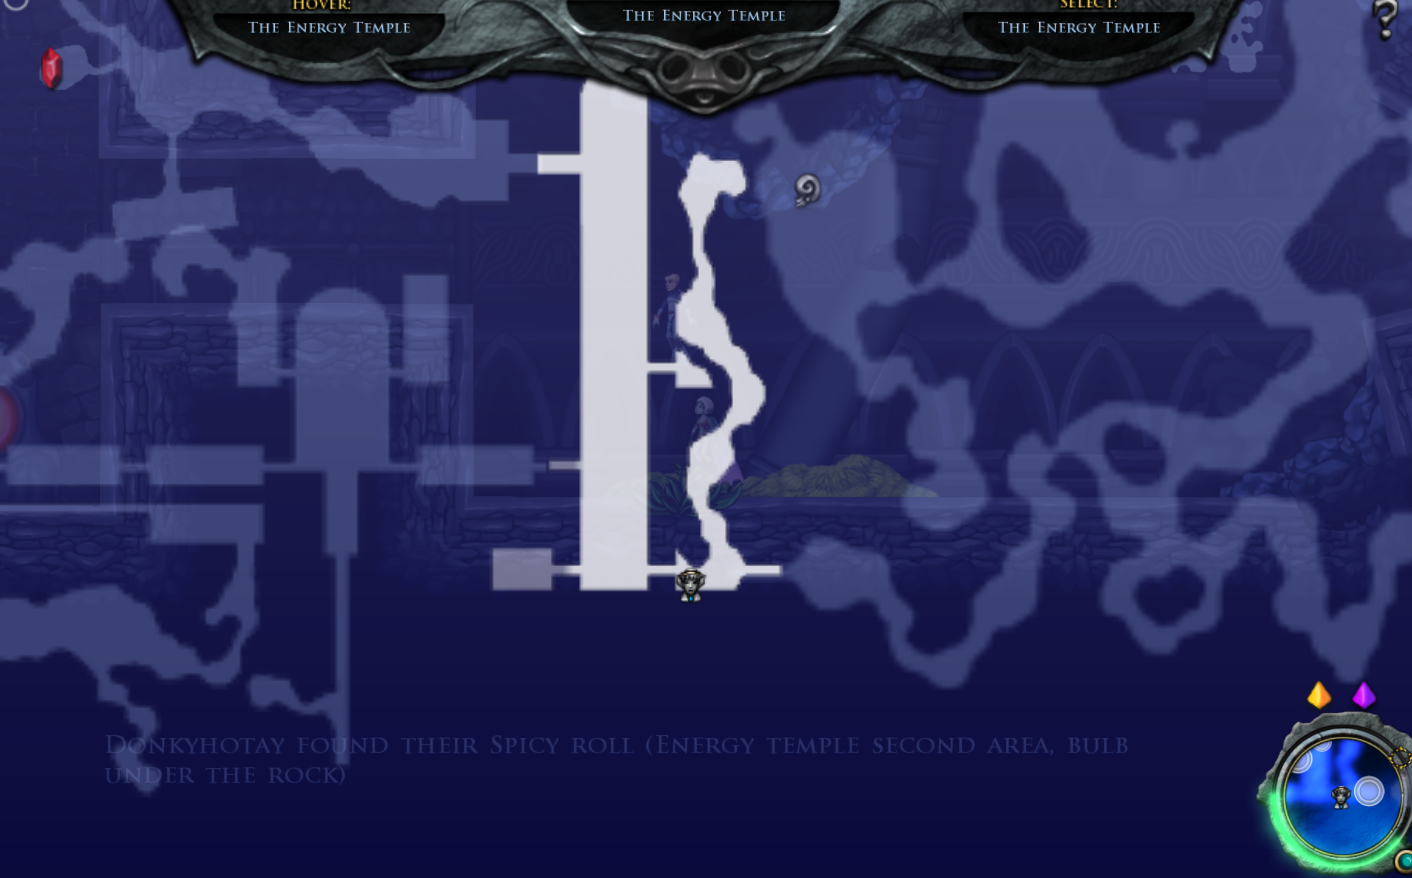 Hover:
The Energy Temple
The Energy Temple
Select:
The Energy Temple
Donkyhotay found their Spicy roll (Energy temple second area, bulb
under the rock)